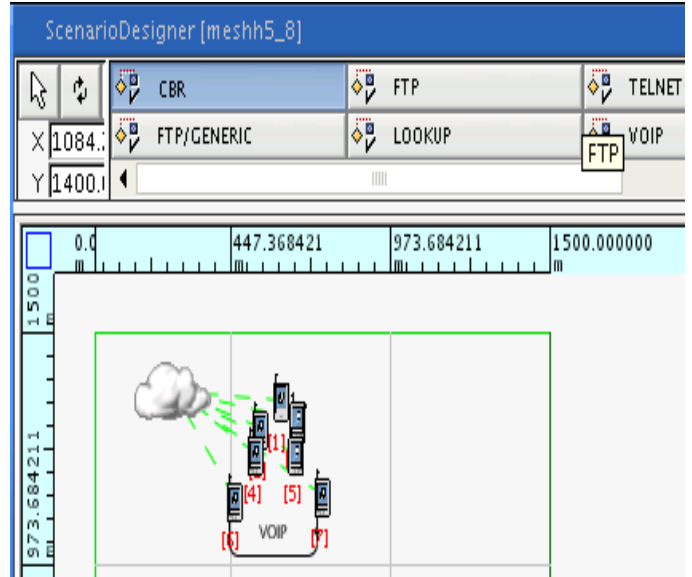 ScenarioDesigner [meshh5_8]
CBR
FTP
TELNET
X 1084.
FTP/GENERIC
LOOKUP
VOIP
FTP
Y 1400.
0.0
447.368421
973.684211
1500.000000
m
m
m
m
1500
973.684211
[1]
[4]
[5]
[6]
VOIP
[7]